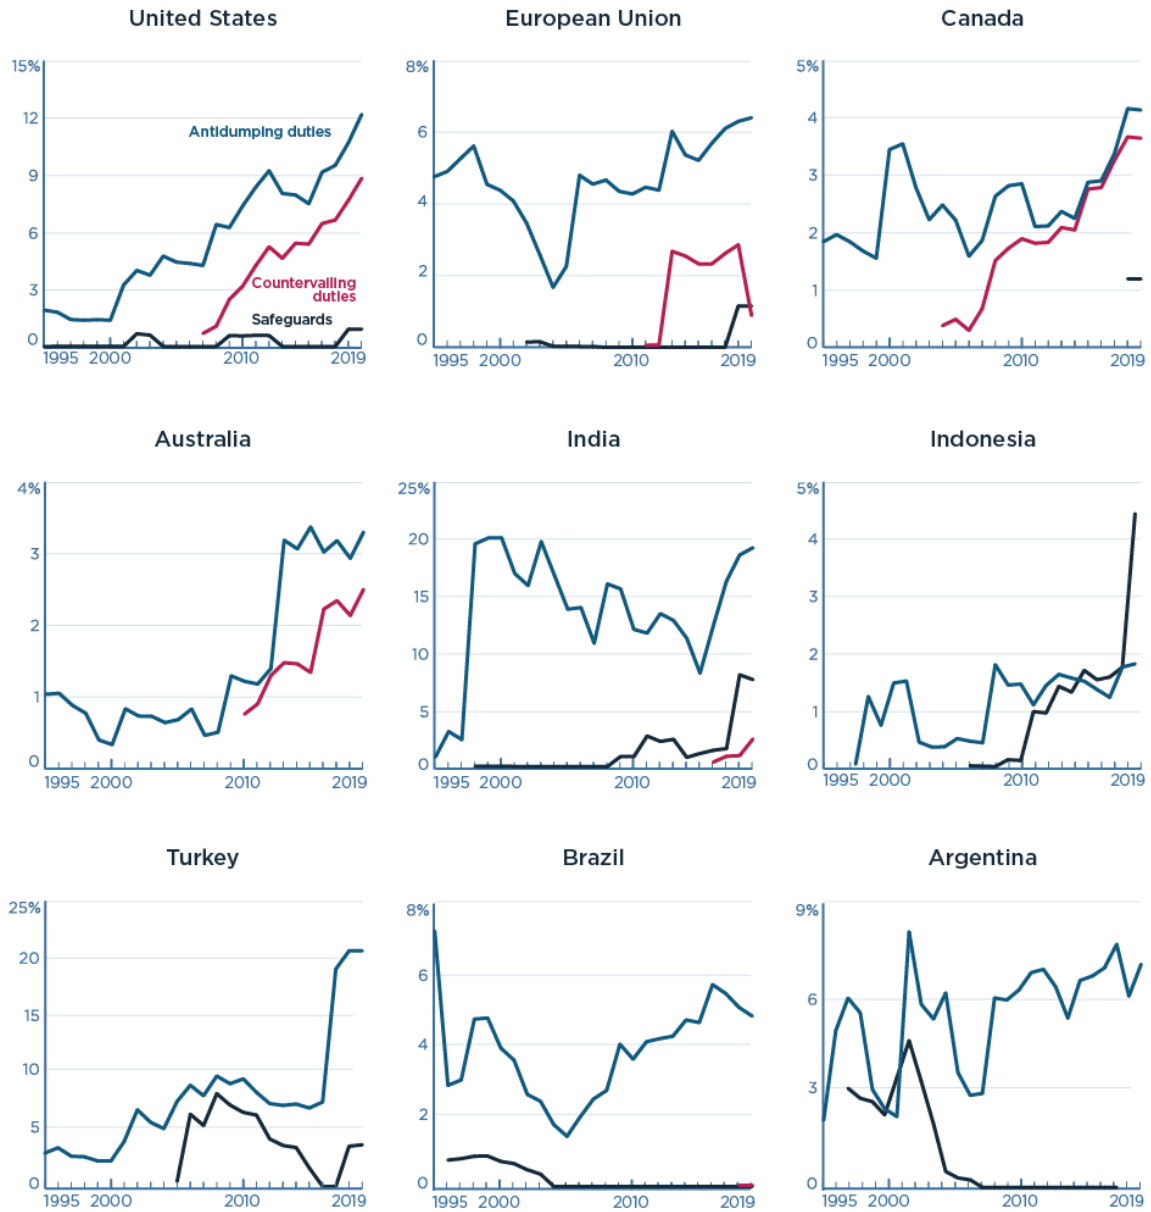 United States
European Union
Canada
15%
12
9
6
3
0
Antidumping duties
Countervailing
duties
Safeguards
1995 2000 2010 2019
8%
6
4
2
0
1995 2000 2010 2019
5%
4
3
2
1
0
1995 2000 2010 2019
Australia
India
Indonesia
4%
3
2
1
0
1995 2000 2010 2019
25%
20
15
10
5
0
1995 2000 2010 2019
5%
4
3
2
1
0
1995 2000 2010 2019
Turkey
Brazil
Argentina
25%
20
15
10
5
0
1995 2000 2010 2019
8%
6
4
2
0
1995 2000 2010 2019
9%
6
3
0
1995 2000 2010 2019